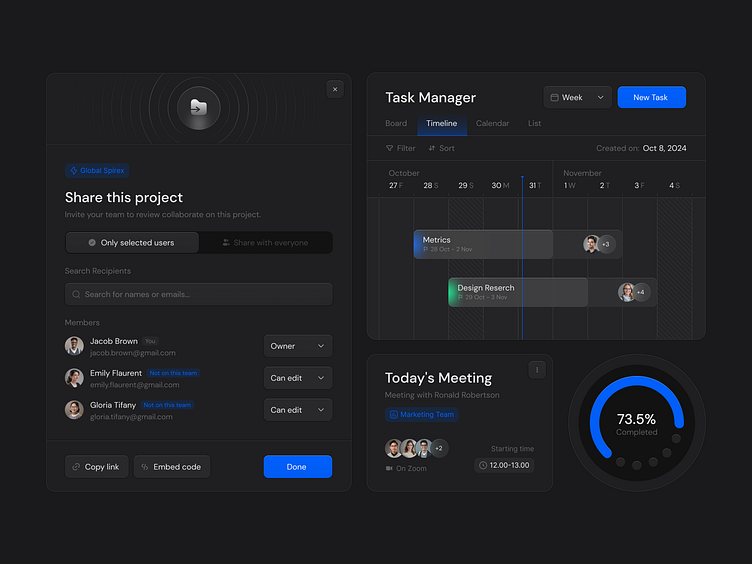 Global Spirex
Share this project
Invite your team to review collaborate on this project.
Only selected users
Share with everyone
Search Recipients
Search for names or emails...
Members
Jacob Brown You
jacob.brown@gmail.com
Owner
Emily Flaurent Not on this team
emily.flaurent@gmail.com
Can edit
Gloria Tifany Not on this team
gloria.tifany@gmail.com
Can edit
Copy link
Embed code
Done
Task Manager
Week
New Task
Board Timeline Calendar List
Filter Sort
Created on: Oct 8, 2024
October November
27 F 28 S 29 S 30 M 31 T 1 W 2 T 3 F 4 S
Metrics
28 Oct - 2 Nov
+3
Design Reserch
29 Oct - 3 Nov
+4
Today's Meeting
Meeting with Ronald Robertson
Marketing Team
+2
Starting time
On Zoom
12.00-13.00
73.5%
Completed